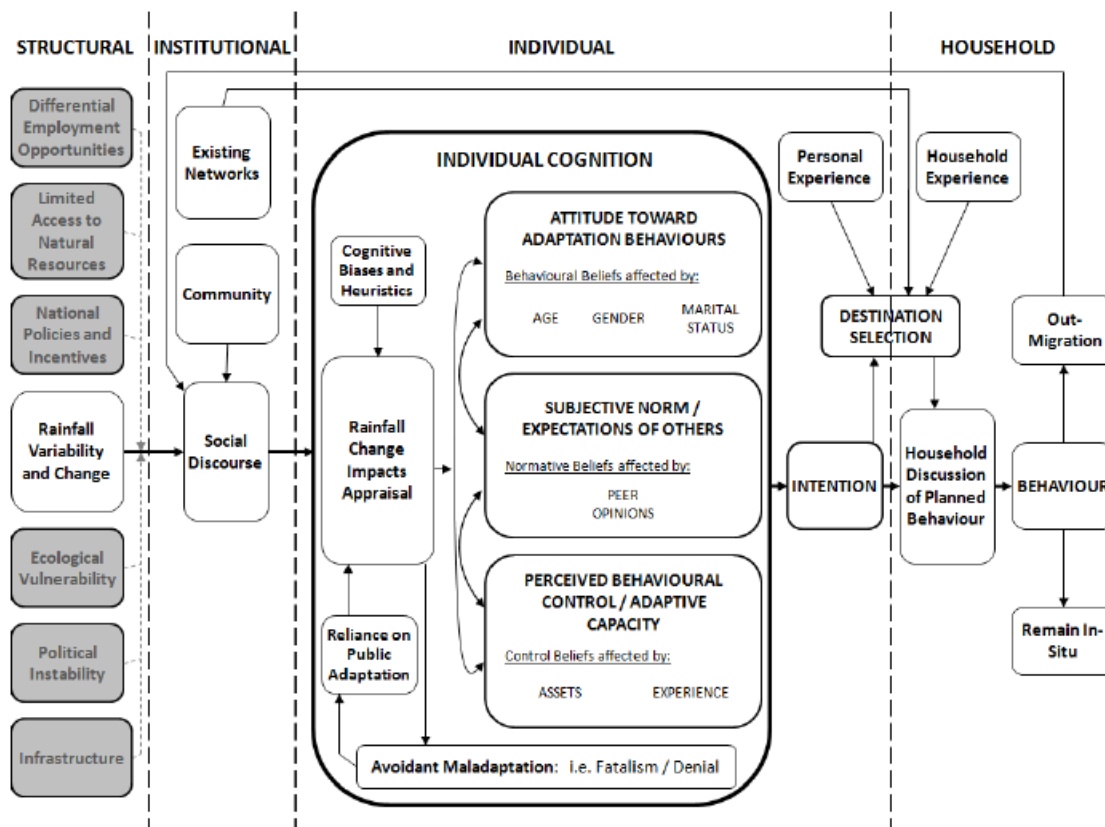 STRUCTURAL
INSTITUTIONAL
INDIVIDUAL
HOUSEHOLD
Differential
Employment
Opportunities
Limited
Access to
Natural
Resources
National
Policies and
Incentives
Rainfall
Variability
and Change
Ecological
Vulnerability
Political
Instability
Infrastructure
Existing
Networks
Community
Social
Discourse
INDIVIDUAL COGNITION
Cognitive
Biases and
Heuristics
Rainfall
Change
Impacts
Appraisal
Reliance on
Public
Adaptation
ATTITUDE TOWARD
ADAPTATION BEHAVIOURS
Behavioural Beliefs affected by:
AGE GENDER MARITAL
STATUS
SUBJECTIVE NORM /
EXPECTATIONS OF OTHERS
Normative Beliefs affected by:
PEER
OPINIONS
PERCEIVED BEHAVIOURAL
CONTROL / ADAPTIVE
CAPACITY
Control Beliefs affected by:
ASSETS EXPERIENCE
Avoidant Maladaptation: i.e. Fatalism / Denial
INTENTION
Personal
Experience
Household
Experience
DESTINATION
SELECTION
Household
Discussion
of Planned
Behaviour
Out-
Migration
BEHAVIOUR
Remain In-
Situ